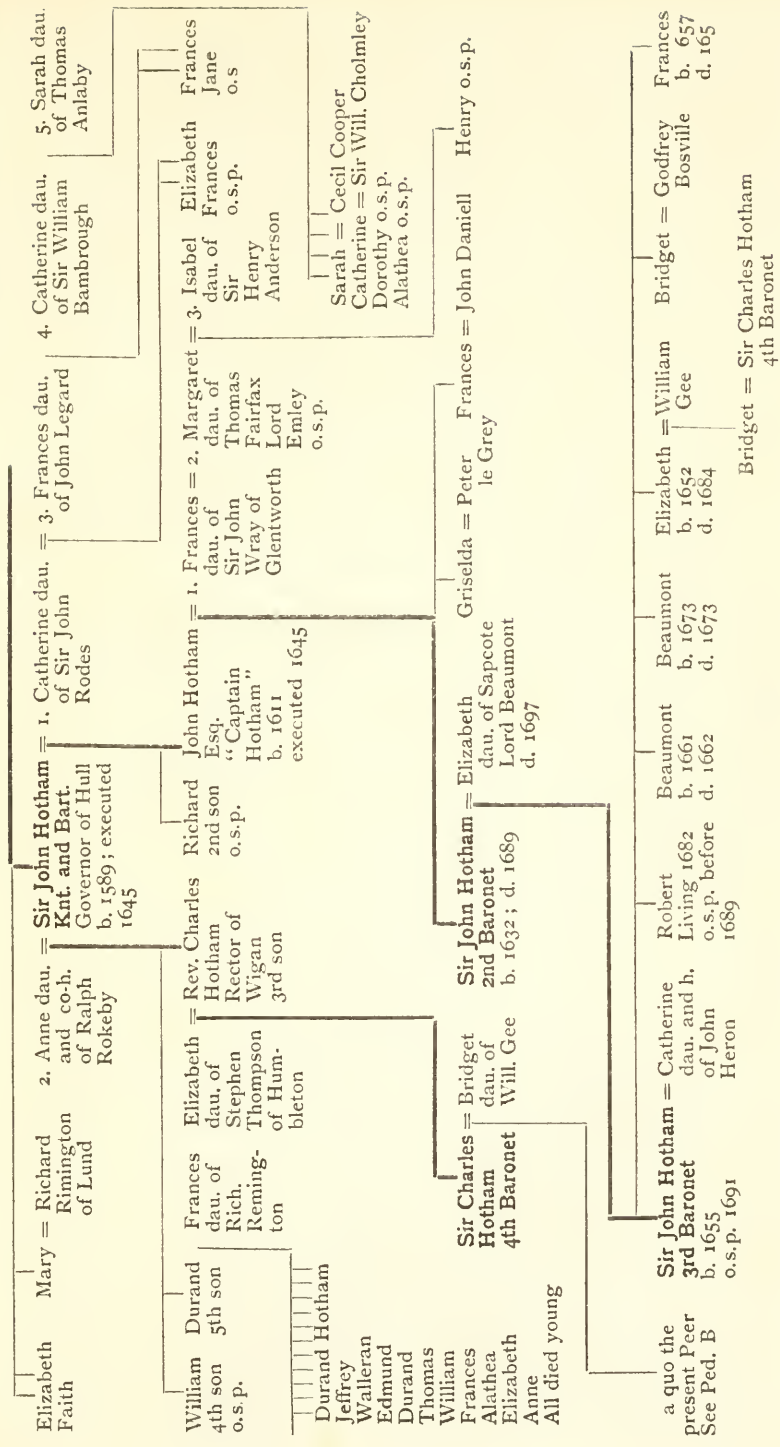 Elizabeth
Faith
Mary = Richard
Rimington
of Lund
2. Anne dau. =
and co-h.
of Ralph
Rokeby
Sir John Hotham
Knt. and Bart.
Governor of Hull
b. 1589; executed
1645
= 1. Catherine dau.
of Sir John
Rodes
= 3. Frances dau.
of John Legard
4. Catherine dau.
of Sir William
Bambrough
5. Sarah dau.
of Thomas
Anlaby
William
4th son
o.s.p.
Durand
5th son
Frances
dau. of
Rich.
Reming-
ton
Elizabeth =
dau. of
Stephen
Thompson
of Hum-
bleton
Rev. Charles
Hotham
Rector of
Wigan
3rd son
Richard
2nd son
o.s.p.
John Hotham
Esq.
"Captain
Hotham"
b. 1611
executed 1645
= 1. Frances
dau. of
Sir John
Wray of
Glentworth
= 2. Margaret
dau. of
Thomas
Fairfax
Lord
Emley
o.s.p.
= 3. Isabel
dau. of
Sir
Henry
Anderson
Elizabeth
Frances
o.s.p.
Frances
Jane
o.s
Durand Hotham
Jeffrey
Walleran
Edmund
Durand
Thomas
William
Frances
Alathea
Elizabeth
Anne
All died young
Sarah = Cecil Cooper
Catherine = Sir Will. Cholmley
Dorothy o.s.p.
Alathea o.s.p.
Sir Charles
Hotham
4th Baronet
= Bridget
dau. of
Will. Gee
Sir John Hotham
2nd Baronet
b. 1632; d. 1689
= Elizabeth
dau. of Sapcote
Lord Beaumont
d. 1697
Griselda = Peter
le Grey
Frances = John Daniell
Henry o.s.p.
a quo the
present Peer
See Ped. B
Sir John Hotham
3rd Baronet
b. 1655
o.s.p. 1691
= Catherine
dau. and h.
of John
Heron
Robert
Living 1682
o.s.p. before
1689
Beaumont
b. 1661
d. 1662
Beaumont
b. 1673
d. 1673
Elizabeth
b. 1652
d. 1684
= William
Gee
Bridget = Godfrey
Bosville
Frances
b. 657
d. 165
Bridget = Sir Charles Hotham
4th Baronet